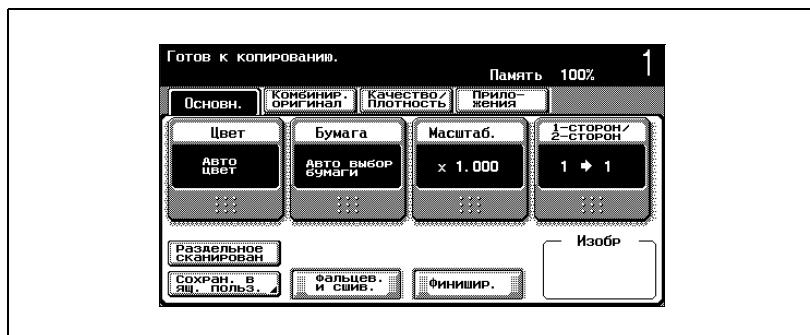 Готов к копированию.
Память 100% 1
Основн.
Комбинир.
оригинал
Качество/
плотность
Прило-
жения
Цвет
Бумага
Масштаб.
1-сторон/
2-сторон
Авто
цвет
Авто выбор
бумаги
x 1.000
1 → 1
Раздельное
сканирован
Изобр
Сохран. в
ящ. польз.
Фальцев.
и сшив.
Финишир.